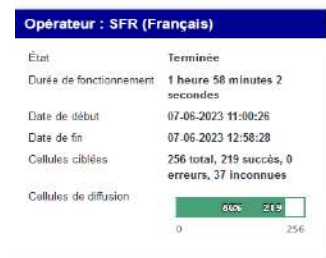 Opérateur : SFR (Français)
État Terminée
Durée de fonctionnement 1 heure 58 minutes 2
secondes
Date de début 07-06-2023 11:00:26
Date de fin 07-06-2023 12:58:28
Cellules ciblées 256 total, 219 succès, 0
erreurs, 37 inconnues
Cellules de diffusion 86% 219
0 256